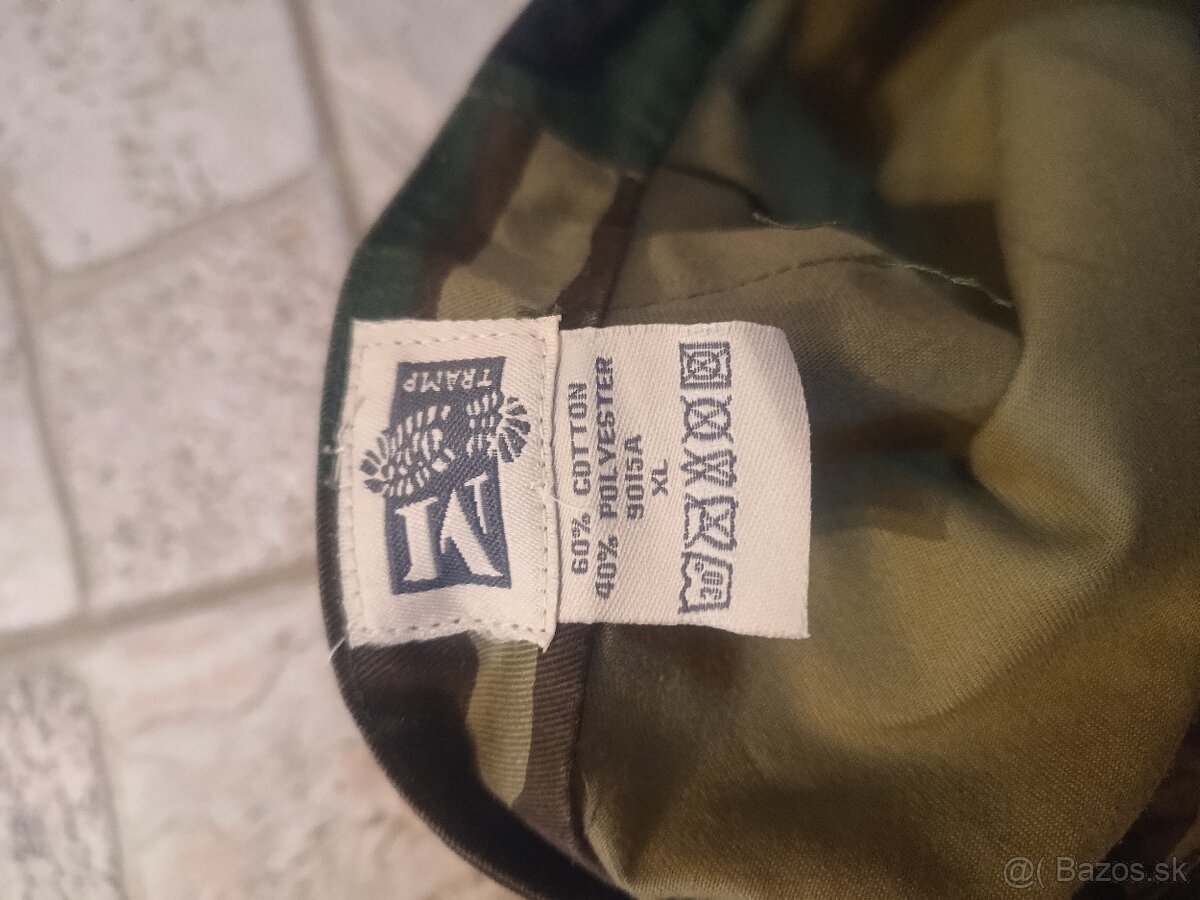 TRAMP
M
60% COTTON
40% POLYESTER
9015A
XL
30
@( Bazos.sk